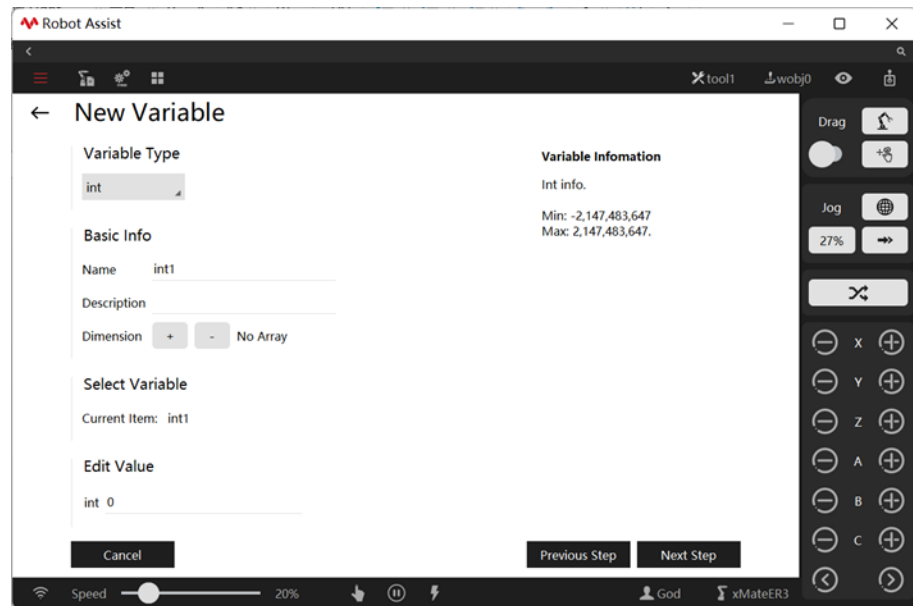 Robot Assist
tool1
wobj0
New Variable
Variable Type
int
Basic Info
Name int1
Description
Dimension + - No Array
Select Variable
Current Item: int1
Edit Value
int 0
Variable Infomation
Int info.
Min: -2,147,483,647
Max: 2,147,483,647.
Cancel
Previous Step
Next Step
Drag
Jog
27%
X
Y
Z
A
B
C
Speed 20%
God
xMateER3